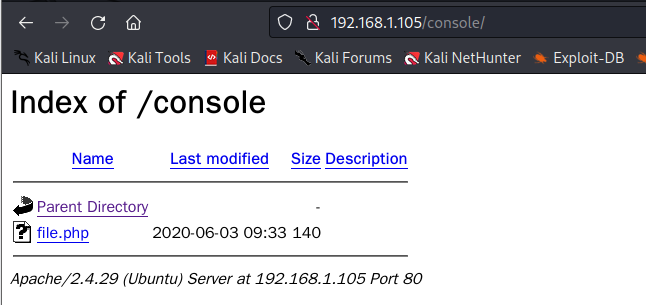 192.168.1.105/console/
Kali Linux Kali Tools Kali Docs Kali Forums Kali NetHunter Exploit-DB
Index of /console
Name Last modified Size Description
Parent Directory -
file.php 2020-06-03 09:33 140
Apache/2.4.29 (Ubuntu) Server at 192.168.1.105 Port 80